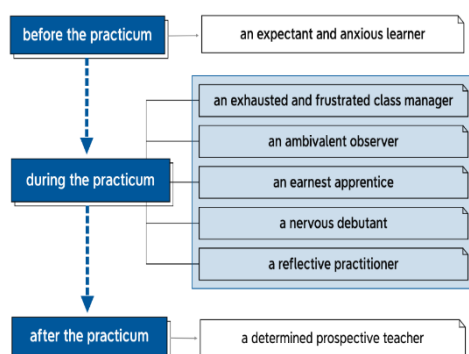 before the practicum
an expectant and anxious learner
during the practicum
an exhausted and frustrated class manager
an ambivalent observer
an earnest apprentice
a nervous debutant
a reflective practitioner
after the practicum
a determined prospective teacher